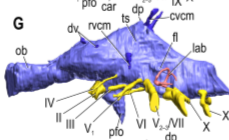 pfo car IX X
G dp cvcm
rvcm ts
dv fl
ob lab
IV
II III V₁ VI V₂₋₃ VII X
pfo dp X